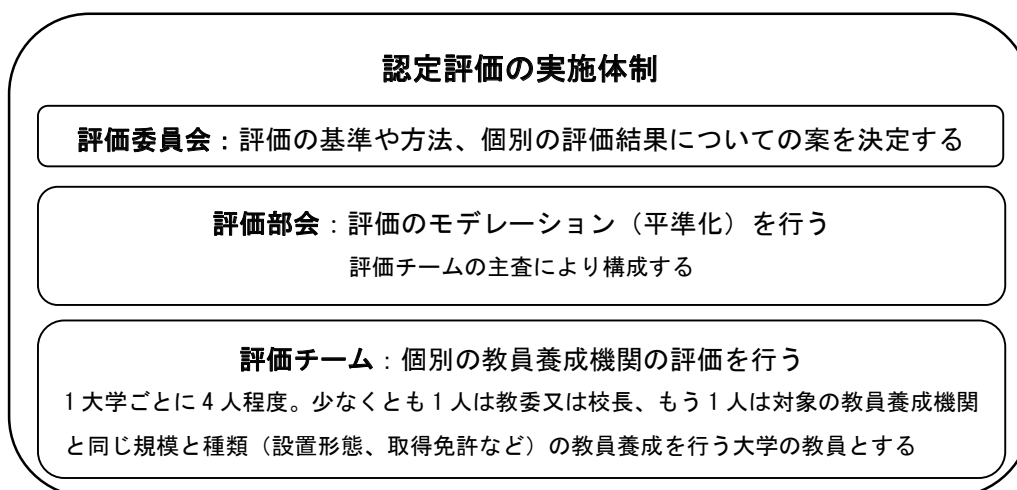 認定評価の実施体制
評価委員会：評価の基準や方法、個別の評価結果についての案を決定する
評価部会：評価のモデレーション（平準化）を行う
評価チームの主査により構成する
評価チーム：個別の教員養成機関の評価を行う
1大学ごとに4人程度。少なくとも1人は教委又は校長、もう1人は対象の教員養成機関
と同じ規模と種類（設置形態、取得免許など）の教員養成を行う大学の教員とする